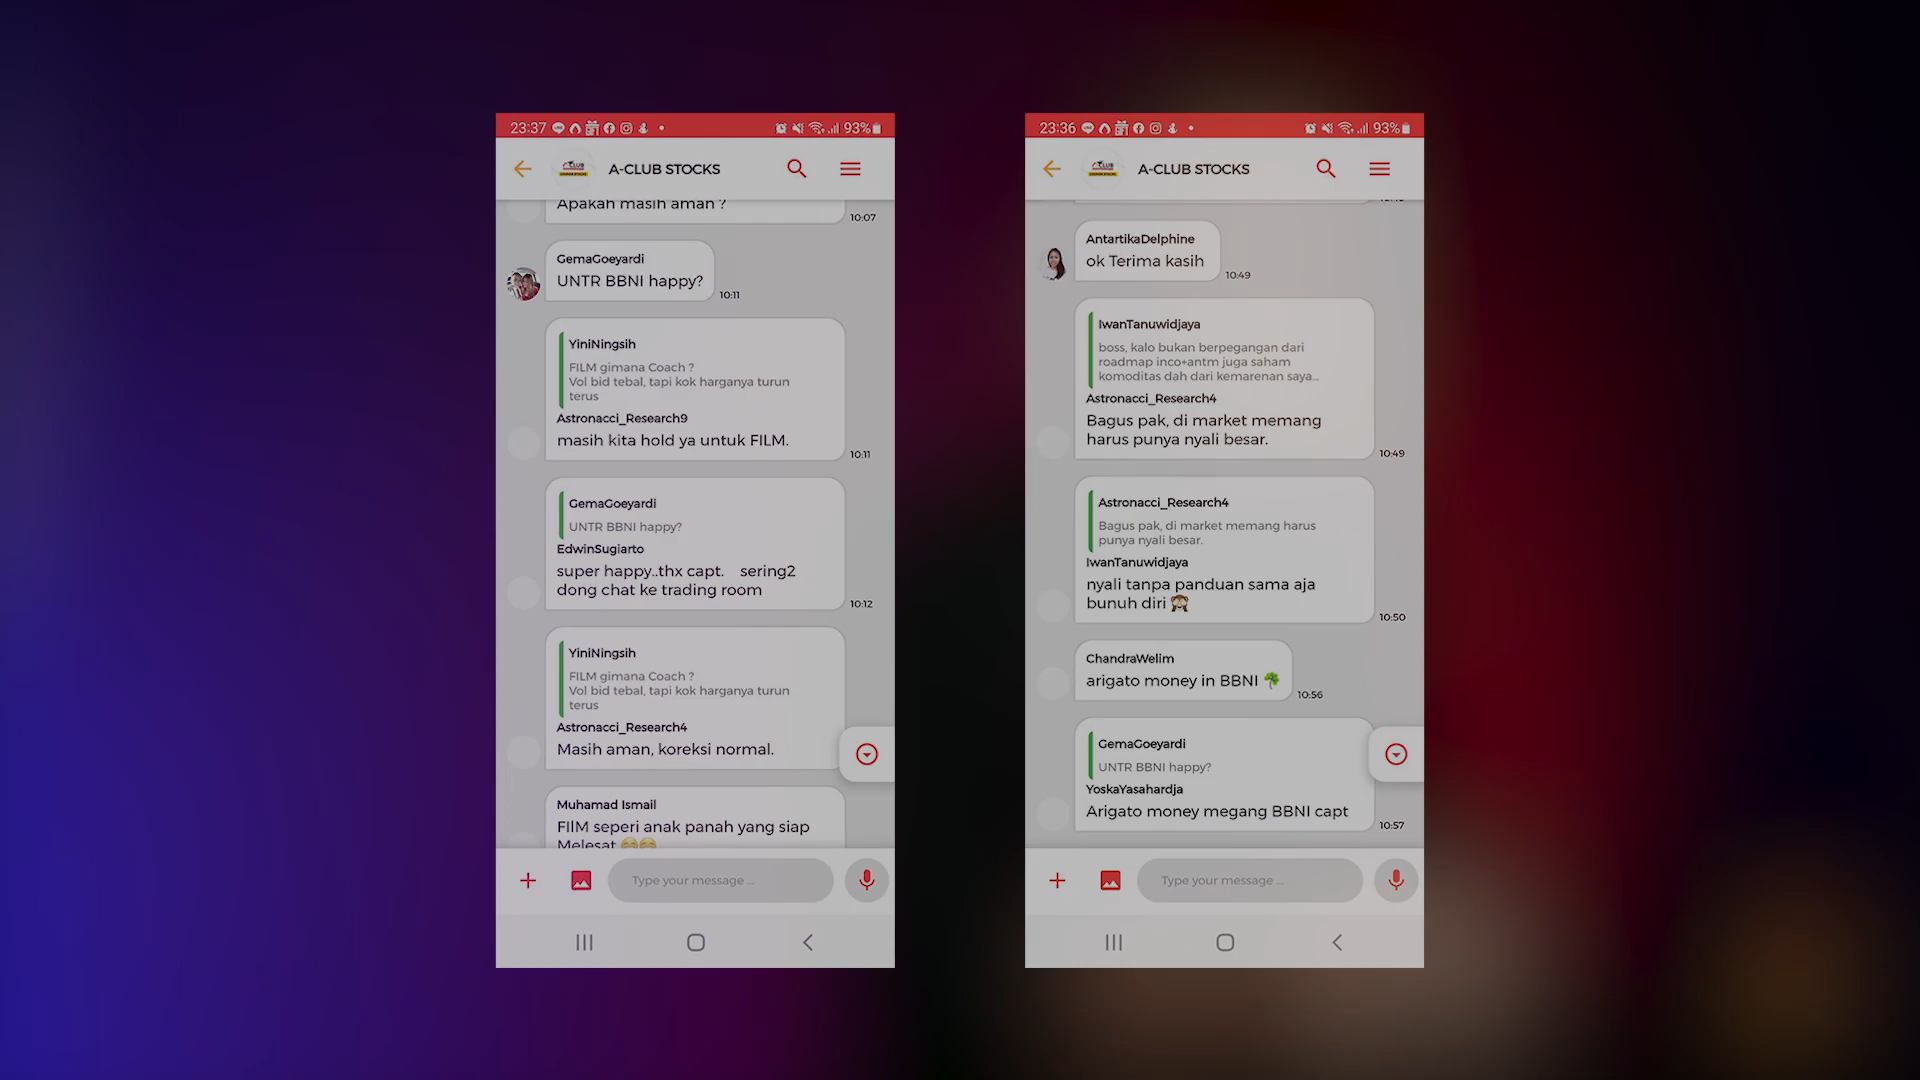 23:37
93%
A-CLUB STOCKS
Apakah masih aman ?
10:07
GemaGoeyardi
UNTR BBNI happy?
10:11
YiniNingsih
FILM gimana Coach ?
Vol bid tebal, tapi kok harganya turun
terus
Astronacci_Research9
masih kita hold ya untuk FILM.
10:11
GemaGoeyardi
UNTR BBNI happy?
EdwinSugiarto
super happy..thx capt. sering2
dong chat ke trading room
10:12
YiniNingsih
FILM gimana Coach ?
Vol bid tebal, tapi kok harganya turun
terus
Astronacci_Research4
Masih aman, koreksi normal.
Muhamad Ismail
FIlM seperi anak panah yang siap
Melesat 😁😁
Type your message ...
23:36
93%
A-CLUB STOCKS
AntartikaDelphine
ok Terima kasih
10:49
IwanTanuwidjaya
boss, kalo bukan berpegangan dari
roadmap inco+antm juga saham
komoditas dah dari kemarenan saya...
Astronacci_Research4
Bagus pak, di market memang
harus punya nyali besar.
10:49
Astronacci_Research4
Bagus pak, di market memang harus
punya nyali besar.
IwanTanuwidjaya
nyali tanpa panduan sama aja
bunuh diri 🙈
10:50
ChandraWelim
arigato money in BBNI 🌳
10:56
GemaGoeyardi
UNTR BBNI happy?
YoskaYasahardja
Arigato money megang BBNI capt
10:57
Type your message ...